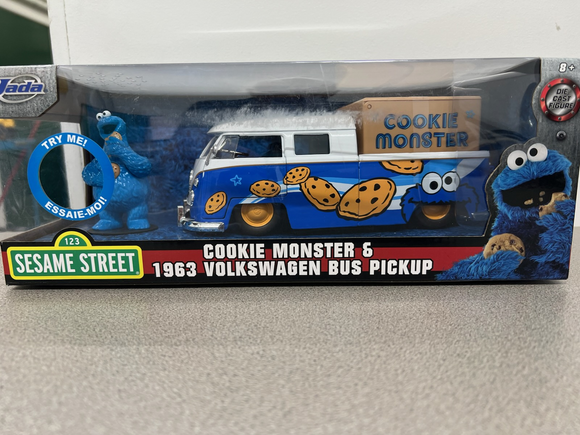 Jada
8+
DIE
CAST
FIGURE
TRY ME!
ESSAIE-MOI!
COOKIE
MONSTER
123
SESAME STREET
COOKIE MONSTER &
1963 VOLKSWAGEN BUS PICKUP